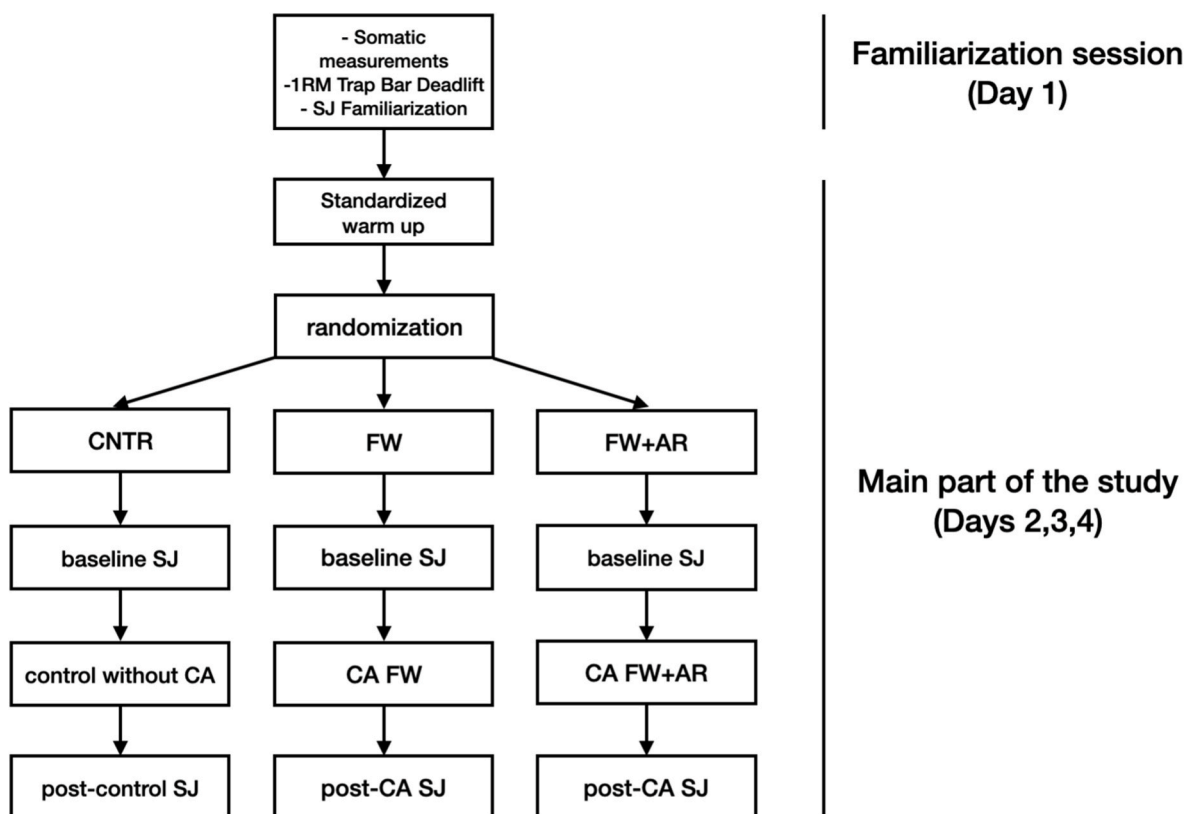 - Somatic
measurements
-1RM Trap Bar Deadlift
- SJ Familiarization
Familiarization session
(Day 1)
Standardized
warm up
randomization
CNTR
FW
FW+AR
baseline SJ
baseline SJ
baseline SJ
Main part of the study
(Days 2,3,4)
control without CA
CA FW
CA FW+AR
post-control SJ
post-CA SJ
post-CA SJ